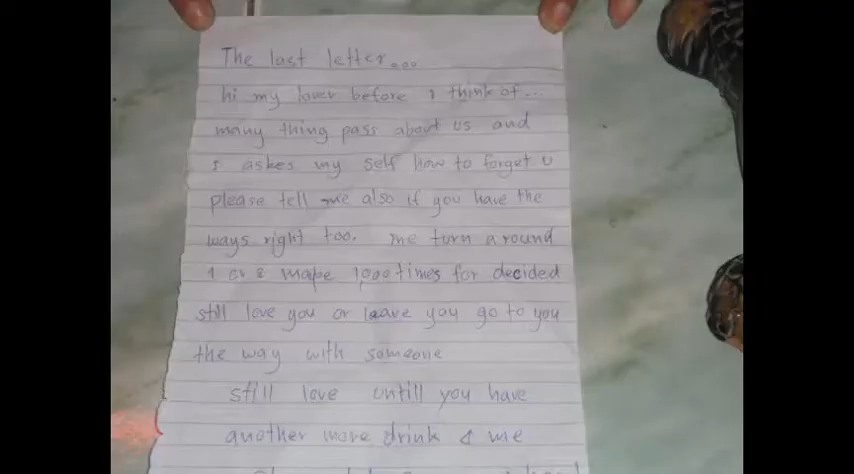 The last letter...
hi my lover before I think of...
many thing pass about us and
I askes my self how to forget U
please tell me also if you have the
ways right too. me turn around
mape 1,000 times for decided
still love you or leave you go to you
the way with someone
still love untill you have
another more drink & me